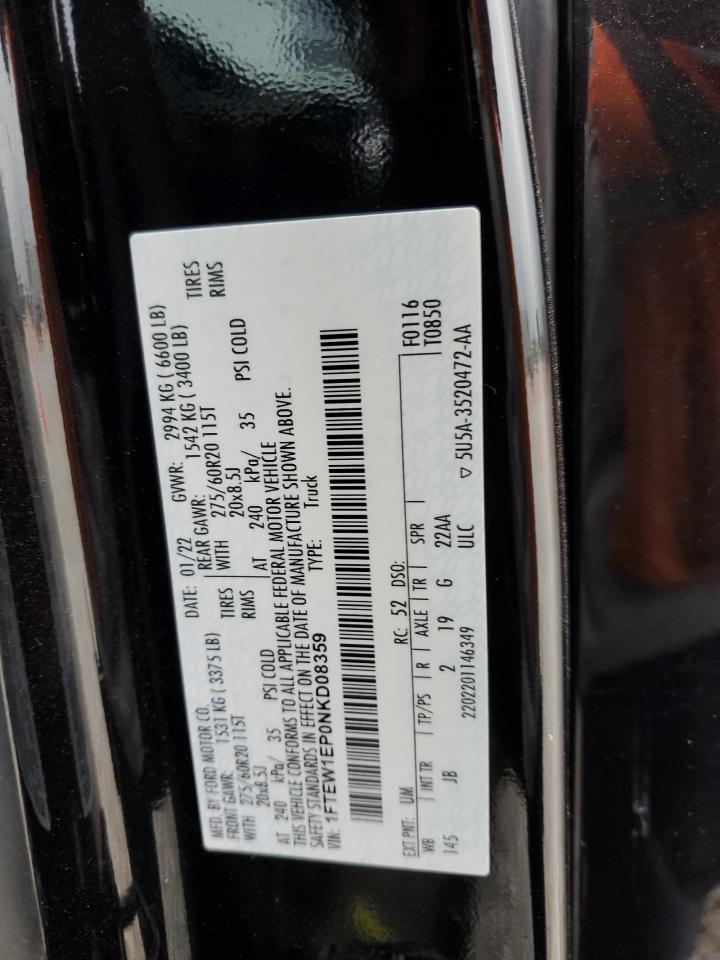 MFD. BY FORD MOTOR CO.
DATE: 01/22 GVWR: 2994 KG ( 6600 LB)
FRONT GAWR: 1531 KG ( 3375 LB) REAR GAWR: 1542 KG ( 3400 LB)
WITH 275/60R20 115T TIRES WITH 275/60R20 115T TIRES
20x8.5J RIMS 20x8.5J RIMS
AT 240 kPa/ 35 PSI COLD AT 240 kPa/ 35 PSI COLD
THIS VEHICLE CONFORMS TO ALL APPLICABLE FEDERAL MOTOR VEHICLE
SAFETY STANDARDS IN EFFECT ON THE DATE OF MANUFACTURE SHOWN ABOVE.
VIN: 1FTEW1EP0NKD08359 TYPE: Truck
EXT PNT: UM RC: 52 DSO: F0116
WB INT TR TP/PS R AXLE TR SPR T0850
145 JB 2 19 G 22AA
2202201146349 ULC ▽ 5U5A-3520472-AA